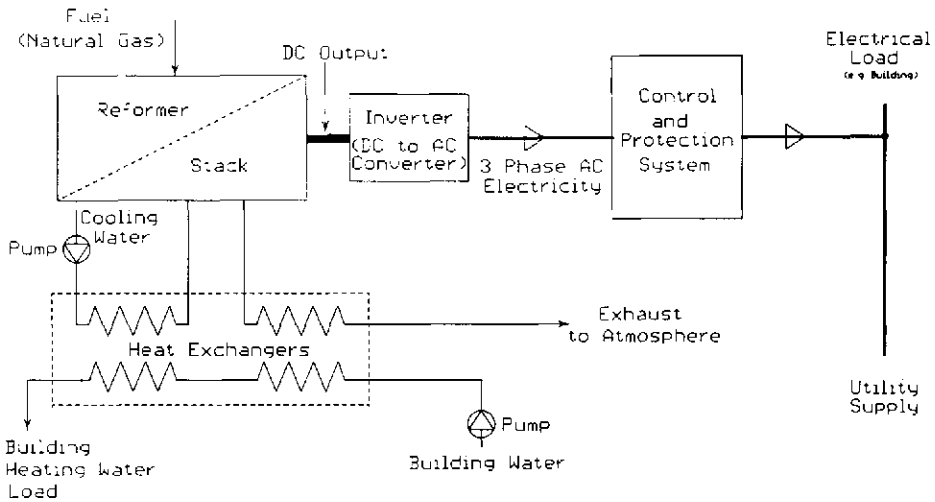 Fuel
(Natural Gas)
DC Output
Electrical
Load
(e.g Building)
Reformer
Stack
Inverter
(DC to AC
Converter)
3 Phase AC
Electricity
Control
and
Protection
System
Cooling
Water
Pump
Heat Exchangers
Exhaust
to Atmosphere
Pump
Building Water
Building
Heating Water
Load
Utility
Supply